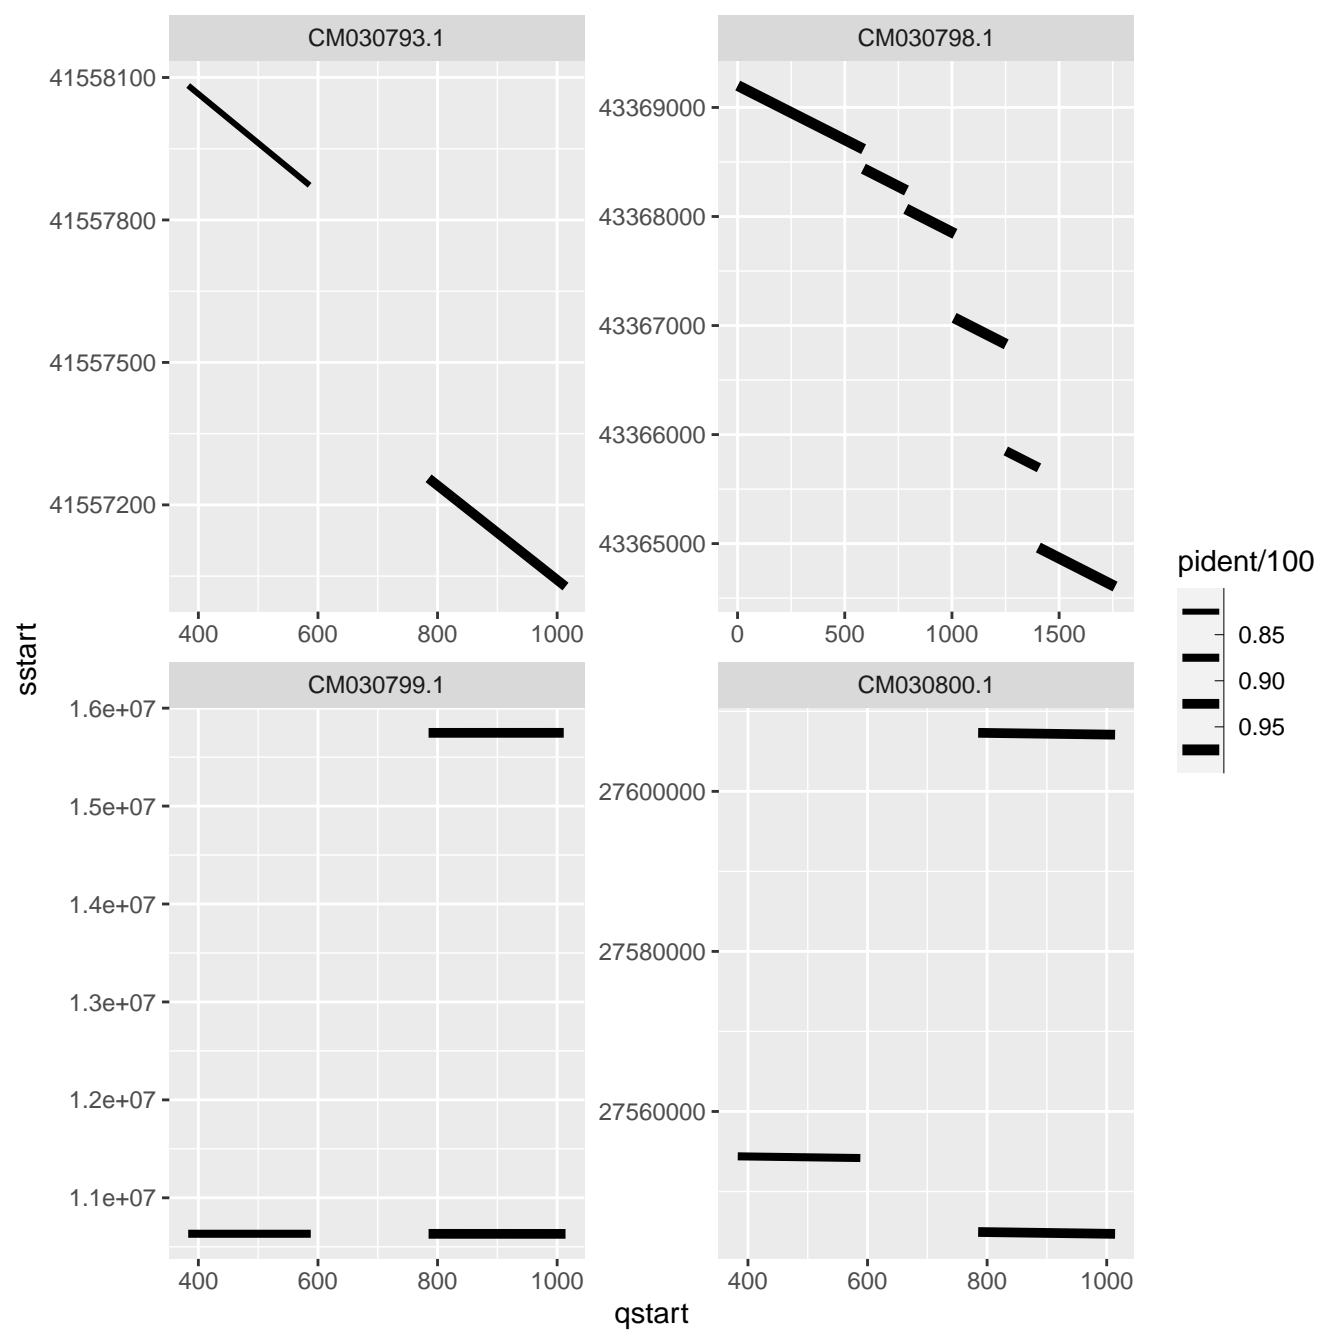 CM030793.1
CM030798.1
41558100
41557800
41557500
41557200
43369000
43368000
43367000
43366000
43365000
400 600 800 1000
0 500 1000 1500
CM030799.1
CM030800.1
1.6e+07
1.5e+07
1.4e+07
1.3e+07
1.2e+07
1.1e+07
27600000
27580000
27560000
400 600 800 1000
400 600 800 1000
qstart
sstart
pident/100
0.85
0.90
0.95